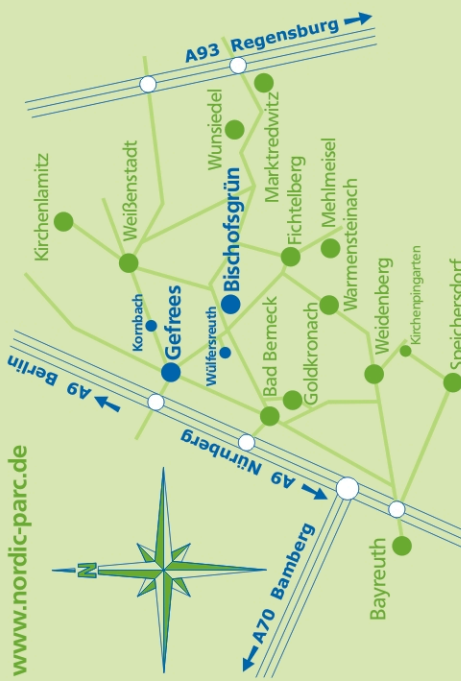 www.nordic-parc.de
N
A9 Berlin
A9 Nürnberg
A70 Bamberg
A93 Regensburg
Kirchenlamitz
Weißenstadt
Kornbach
Gefrees
Wülfersreuth
Bischofsgrün
Wunsiedel
Marktredwitz
Fichtelberg
Mehlmeisel
Warmensteinach
Bad Berneck
Goldkronach
Weidenberg
Kirchenpingarten
Speichersdorf
Bayreuth